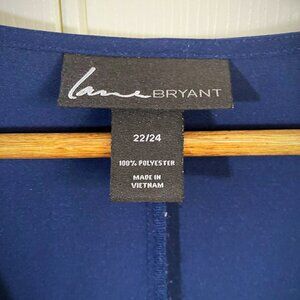 lane BRYANT
22/24
100% POLYESTER
MADE IN
VIETNAM